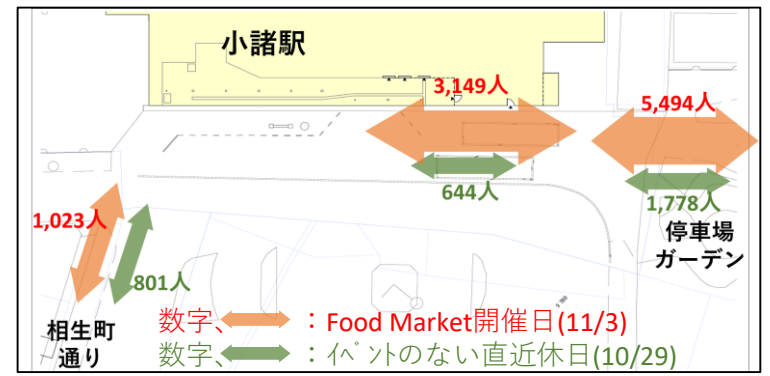 小諸駅
3,149人
5,494人
644人
1,778人
停車場
ガーデン
1,023人
801人
相生町
通り
数字、：Food Market開催日(11/3)
数字、：イベントのない直近休日(10/29)